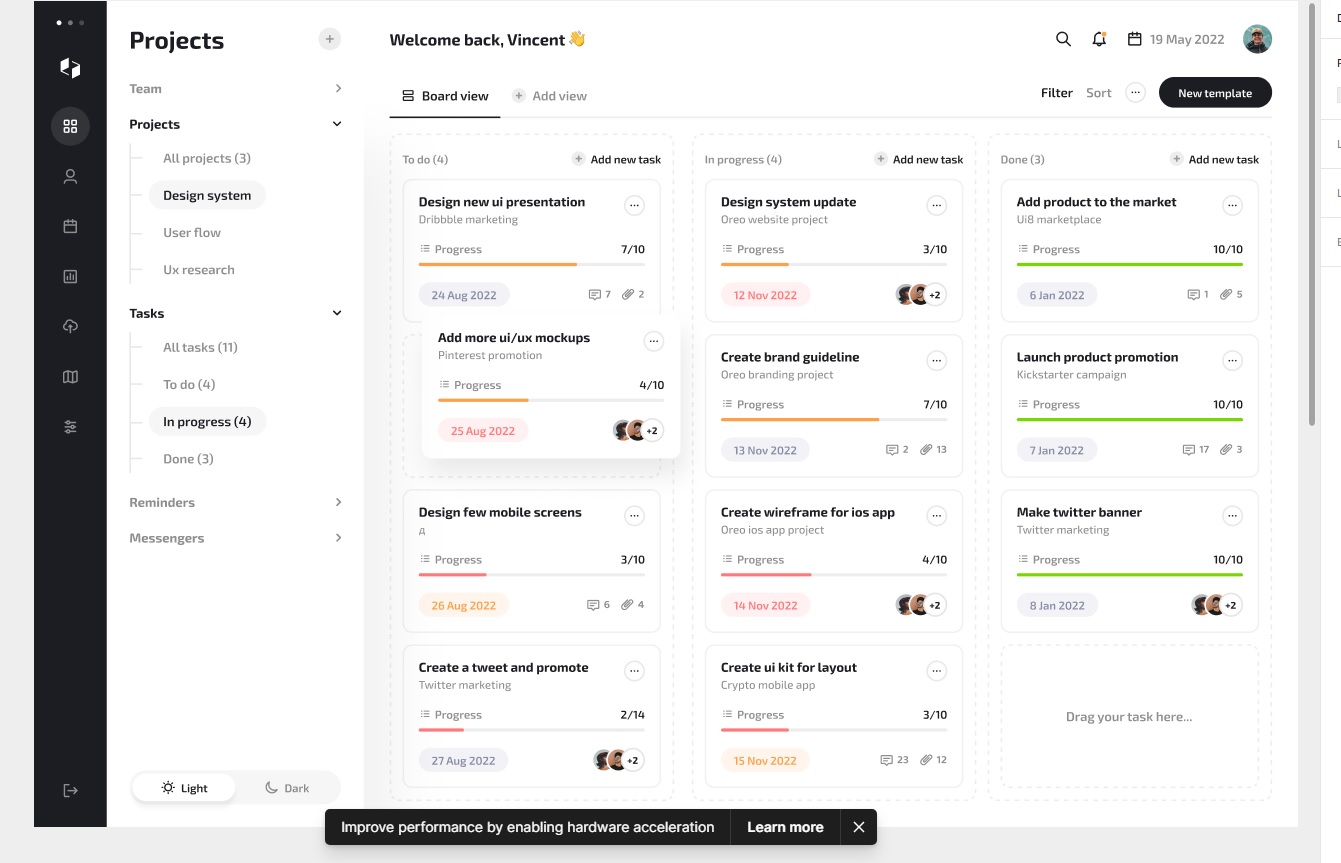 Projects
Welcome back, Vincent 👋
19 May 2022
Team
Projects
All projects (3)
Design system
User flow
Ux research
Tasks
All tasks (11)
To do (4)
In progress (4)
Done (3)
Reminders
Messengers
Light
Dark
Board view
Add view
Filter
Sort
New template
To do (4)
Add new task
Design new ui presentation
Dribbble marketing
Progress
7/10
24 Aug 2022
7
2
Add more ui/ux mockups
Pinterest promotion
Progress
4/10
25 Aug 2022
+2
Design few mobile screens
д
Progress
3/10
26 Aug 2022
6
4
Create a tweet and promote
Twitter marketing
Progress
2/14
27 Aug 2022
+2
In progress (4)
Add new task
Design system update
Oreo website project
Progress
3/10
12 Nov 2022
+2
Create brand guideline
Oreo branding project
Progress
7/10
13 Nov 2022
2
13
Create wireframe for ios app
Oreo ios app project
Progress
4/10
14 Nov 2022
+2
Create ui kit for layout
Crypto mobile app
Progress
3/10
15 Nov 2022
23
12
Done (3)
Add new task
Add product to the market
Ui8 marketplace
Progress
10/10
6 Jan 2022
1
5
Launch product promotion
Kickstarter campaign
Progress
10/10
7 Jan 2022
17
3
Make twitter banner
Twitter marketing
Progress
10/10
8 Jan 2022
+2
Drag your task here...
Improve performance by enabling hardware acceleration
Learn more